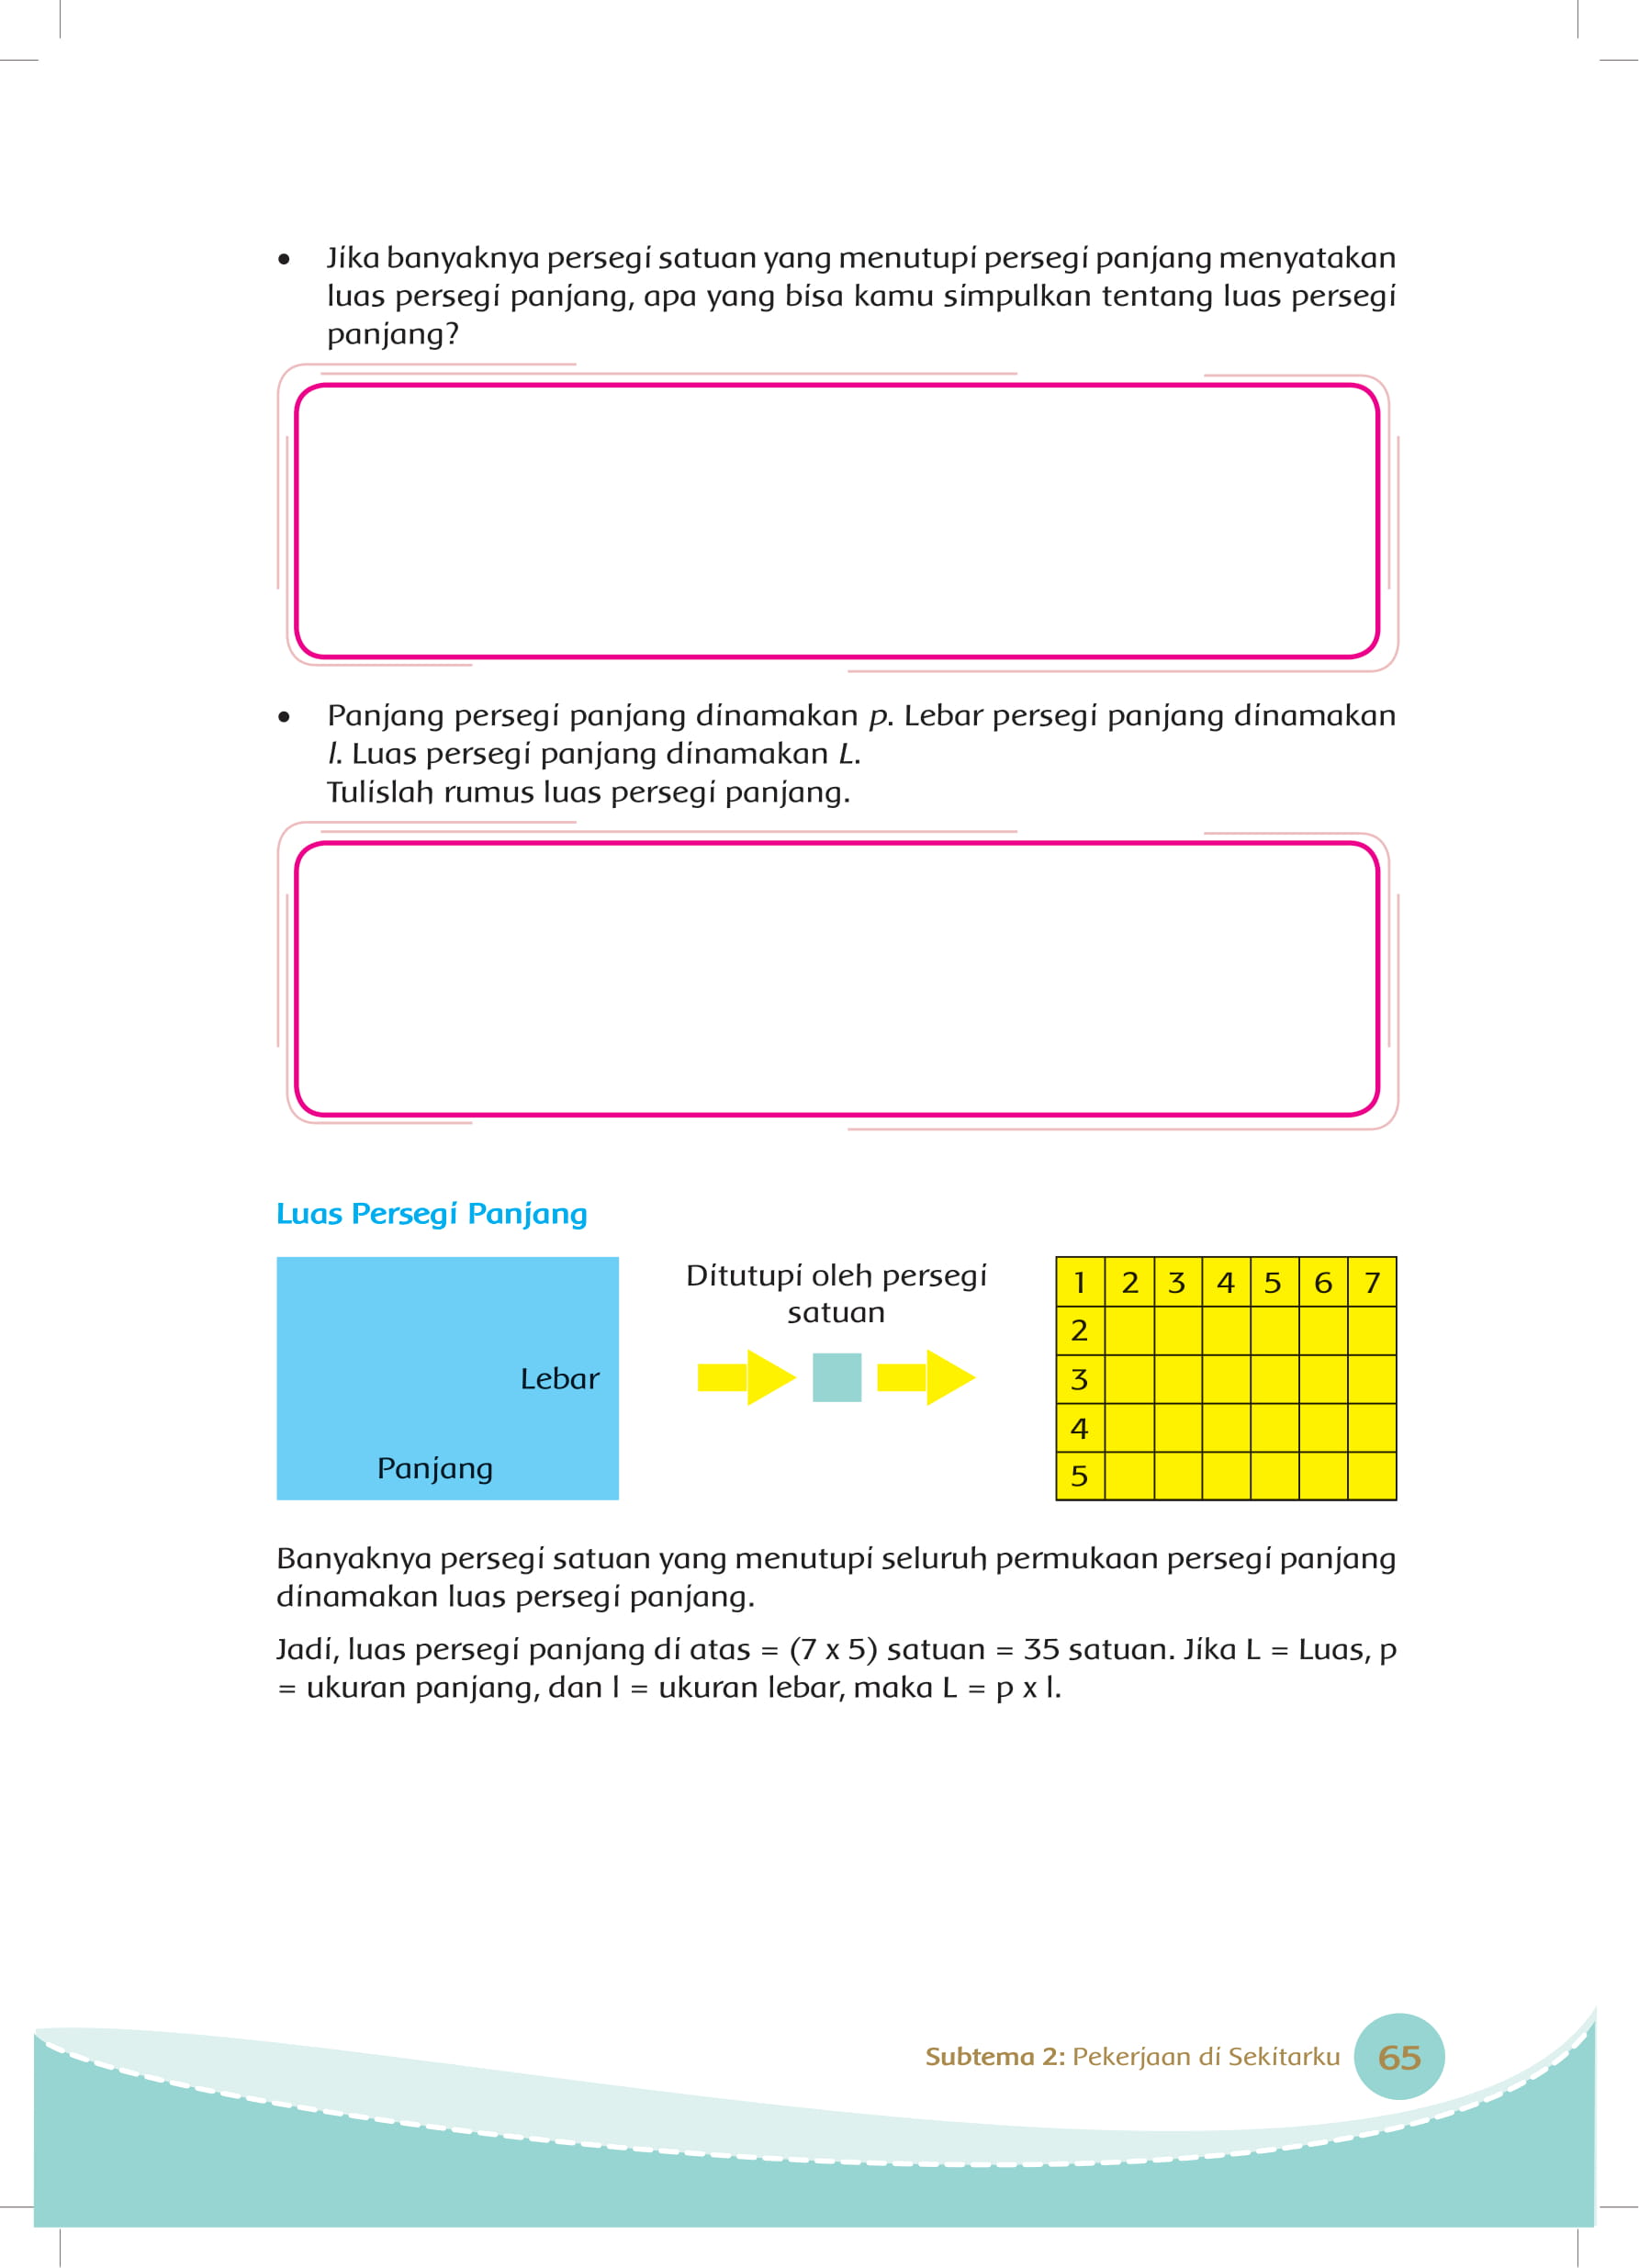 • Jika banyaknya persegi satuan yang menutupi persegi panjang menyatakan
luas persegi panjang, apa yang bisa kamu simpulkan tentang luas persegi
panjang?
• Panjang persegi panjang dinamakan p. Lebar persegi panjang dinamakan
l. Luas persegi panjang dinamakan L.
Tulislah rumus luas persegi panjang.
Luas Persegi Panjang
Lebar
Panjang
Ditutupi oleh persegi
satuan
1 2 3 4 5 6 7
2
3
4
5
Banyaknya persegi satuan yang menutupi seluruh permukaan persegi panjang
dinamakan luas persegi panjang.
Jadi, luas persegi panjang di atas = (7 x 5) satuan = 35 satuan. Jika L = Luas, p
= ukuran panjang, dan l = ukuran lebar, maka L = p x l.
Subtema 2: Pekerjaan di Sekitarku 65